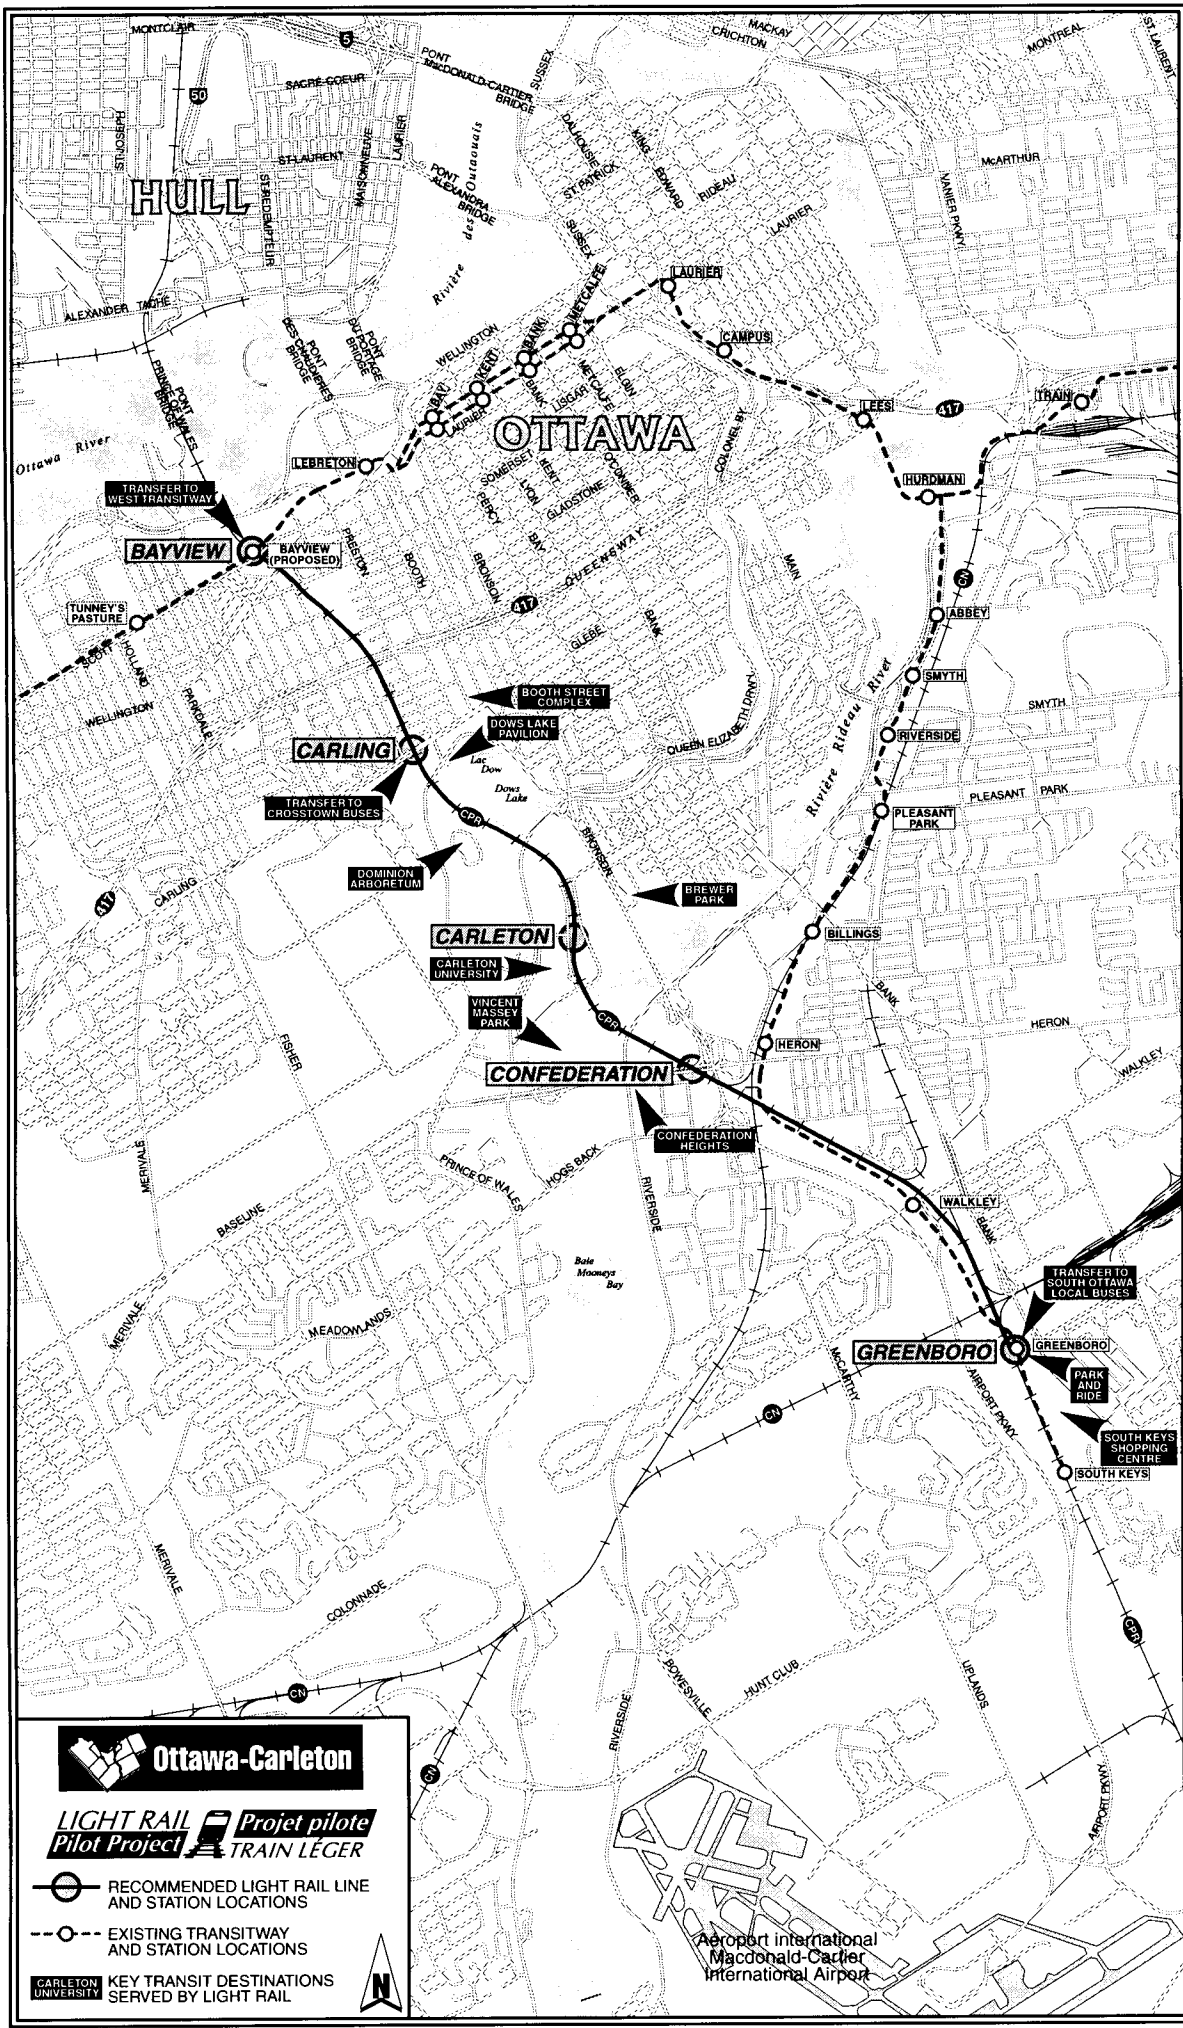 MONTCLAIR
5
SUSSEX
MACKAY
CRICHTON
MONTREAL
ST. LAURENT
PONT
MacDONALD-CARTIER
BRIDGE
50
SACRÉ-COEUR
ST-JOSEPH
MAISONNEUVE
LAURIER
ST-LAURENT
DALHOUSIE
KING
EDWARD
ST. PATRICK
RIDEAU
McARTHUR
VANIER PKWY
HULL
ST-REDEMPTEUR
PONT
ALEXANDRA
BRIDGE
Rivière des Outaouais
SUSSEX
LAURIER
ALEXANDER TACHÉ
PONT
DES CHAUDIÈRES
BRIDGE
PONT
DU PORTAGE
BRIDGE
PONT
PRINCE OF WALES
BRIDGE
WELLINGTON
LAURIER
CAMPUS
METCALFE
BANK
KENT
BAY
LAURIER
BANK
LISGAR
METCALFE
ELGIN
TRAIN
LEES
417
OTTAWA
Ottawa River
COLONEL BY
LEBRETON
SOMERSET
KENT
O'CONNOR
LYON
GLADSTONE
PERCY
BAY
HURDMAN
TRANSFER TO
WEST TRANSITWAY
BAYVIEW
BAYVIEW
(PROPOSED)
PRESTON
BOOTH
BRONSON
QUEENSWAY
MAIN
CN
417
TUNNEY'S
PASTURE
ABBEY
SCOTT
HOLLAND
PARKDALE
WELLINGTON
GLEBE
BANK
SMYTH
SMYTH
BOOTH STREET
COMPLEX
DOWS LAKE
PAVILION
QUEEN ELIZABETH DRWY
Rivière Rideau River
RIVERSIDE
CARLING
Lac
Dow
Dows
Lake
TRANSFER TO
CROSSTOWN BUSES
CPR
PLEASANT PARK
PLEASANT
PARK
DOMINION
ARBORETUM
BRONSON
BREWER
PARK
417
CARLING
CARLETON
BILLINGS
CARLETON
UNIVERSITY
VINCENT
MASSEY
PARK
CPR
BANK
HERON
HERON
WALKLEY
FISHER
CONFEDERATION
CONFEDERATION
HEIGHTS
MERIVALE
PRINCE OF WALES
HOGS BACK
RIVERSIDE
BASELINE
WALKLEY
BANK
Baie
Mooneys
Bay
TRANSFER TO
SOUTH OTTAWA
LOCAL BUSES
MERIVALE
MEADOWLANDS
GREENBORO
GREENBORO
McCARTHY
AIRPORT PKWY
PARK
AND
RIDE
CN
SOUTH KEYS
SHOPPING
CENTRE
SOUTH KEYS
MERIVALE
COLONNADE
CPR
CN
BOWESVILLE
HUNT CLUB
UPLANDS
RIVERSIDE
CN
AIRPORT PKWY
Aéroport international
Macdonald-Cartier
International Airport
Ottawa-Carleton
LIGHT RAIL
Pilot Project
Projet pilote
TRAIN LÉGER
RECOMMENDED LIGHT RAIL LINE
AND STATION LOCATIONS
EXISTING TRANSITWAY
AND STATION LOCATIONS
CARLETON
UNIVERSITY
KEY TRANSIT DESTINATIONS
SERVED BY LIGHT RAIL
N